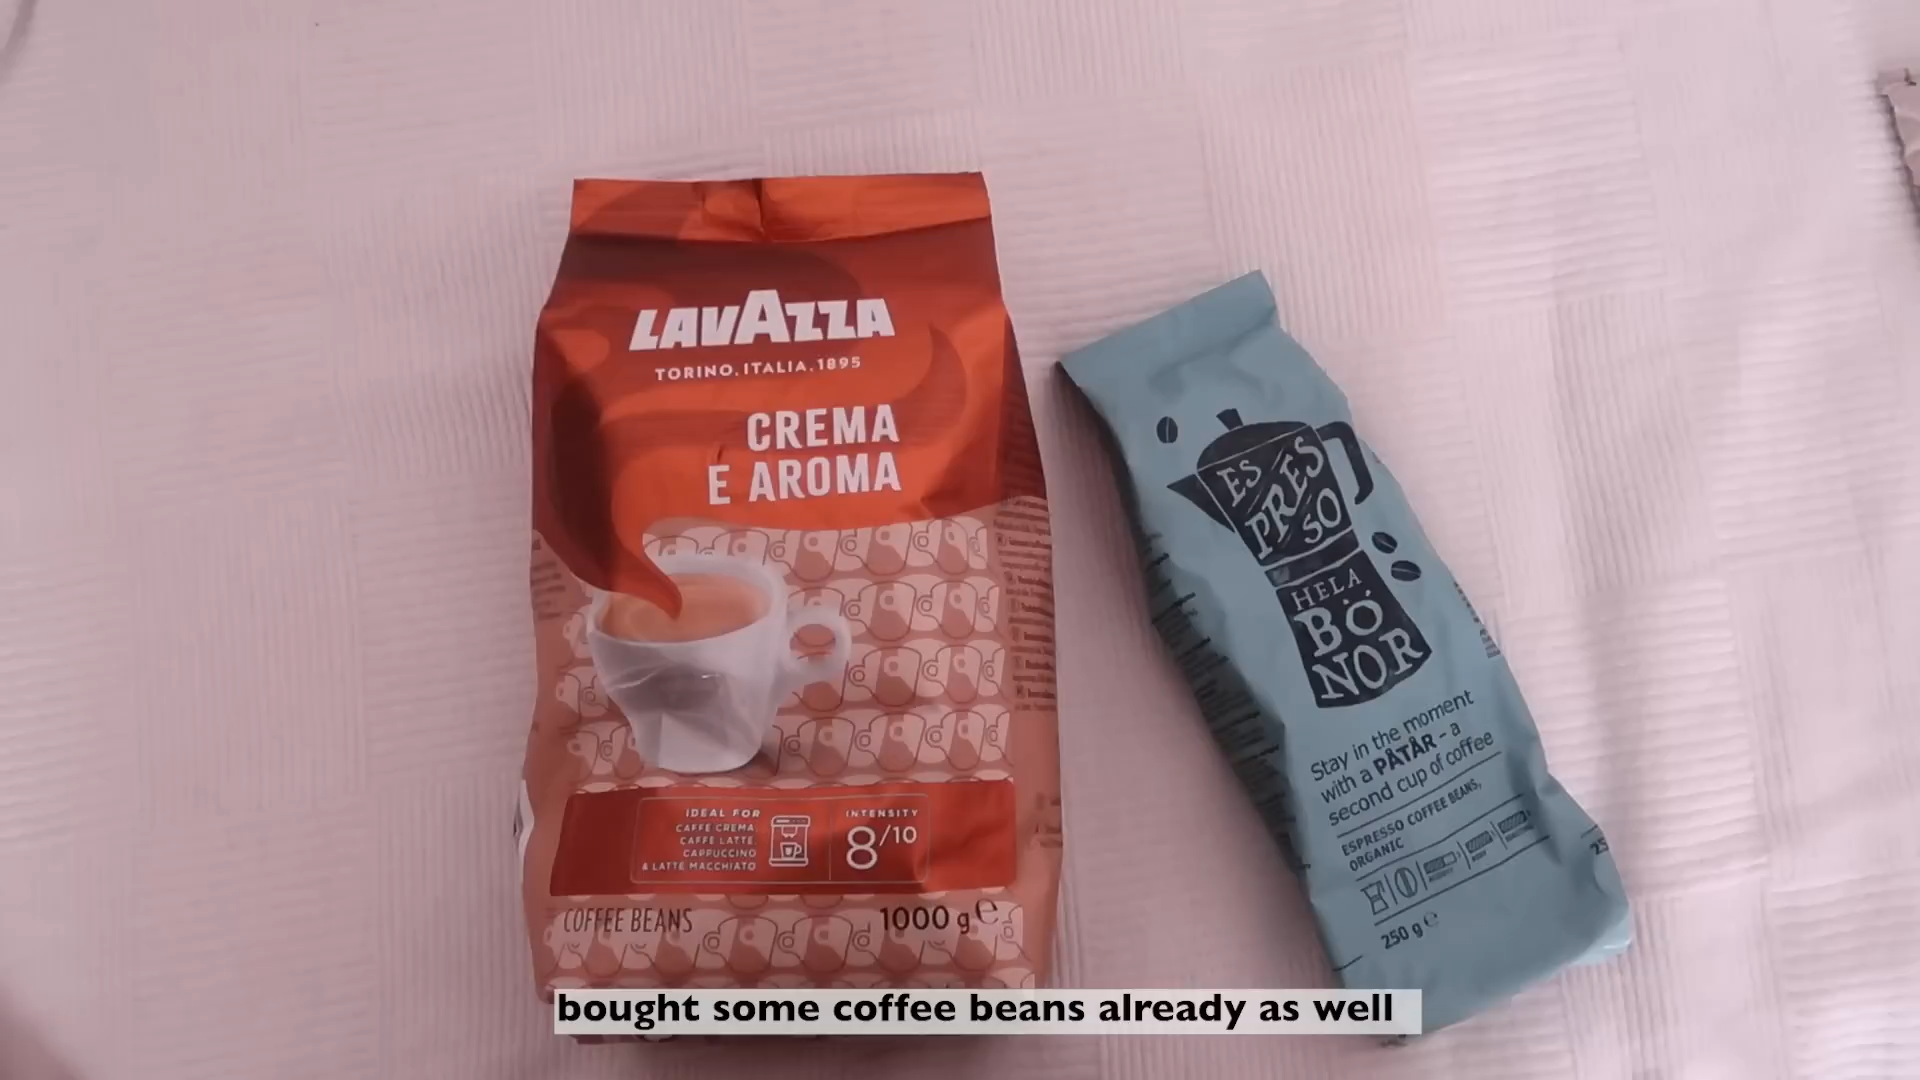 LAVAZZA
TORINO, ITALIA, 1895
CREMA
E AROMA
IDEAL FOR
CAFFÈ CREMA
CAFFÈ LATTE
CAPPUCCINO
& LATTE MACCHIATO
INTENSITY
8/10
COFFEE BEANS
1000 g e
ES
PRES
SO
HELA
BÖ
NOR
Stay in the moment
with a PÅTÅR - a
second cup of coffee
ESPRESSO COFFEE BEANS,
ORGANIC
250 g e
bought some coffee beans already as well